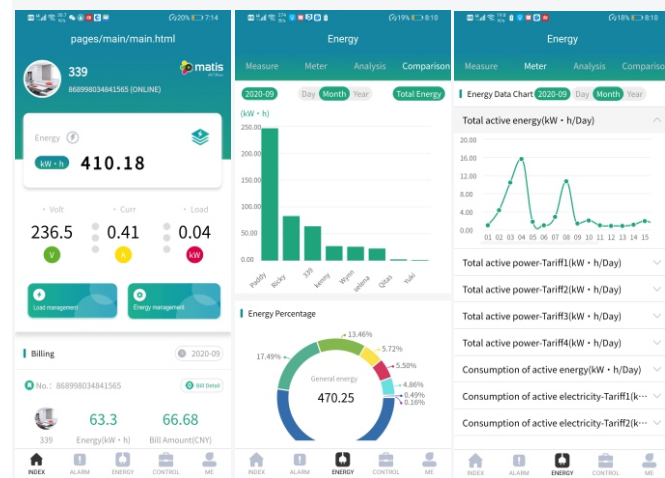 20% 7:14
pages/main/main.html
339
868998034841565 (ONLINE)
matis
Energy
kW • h 410.18
• Volt • Curr • Load
236.5 0.41 0.04
V A kW
Load management Energy management
Billing 2020-09
No.: 868998034841565 Bill Detail
63.3 66.68
339 Energy(kW • h) Bill Amount(CNY)
INDEX ALARM ENERGY CONTROL ME
19% 8:10
Energy
Measure Meter Analysis Comparison
2020-09 Day Month Year Total Energy
(kW • h)
250.00
200.00
150.00
100.00
50.00
0.00
Paddy Ricky 339 kenny Wynn selena Qitas Yuki
Energy Percentage
13.46%
17.49% 5.72%
5.50%
General energy 4.86%
470.25 0.49%
0.16%
INDEX ALARM ENERGY CONTROL ME
18% 8:10
Energy
Measure Meter Analysis Compariso
Energy Data Chart 2020-09 Day Month Year
Total active energy(kW • h/Day)
20.00
16.00
12.00
8.00
4.00
0.00
01 02 03 04 05 06 07 08 09 10 11 12 13 14 15
Total active power-Tariff1(kW • h/Day)
Total active power-Tariff2(kW • h/Day)
Total active power-Tariff3(kW • h/Day)
Total active power-Tariff4(kW • h/Day)
Consumption of active energy(kW • h/Day)
Consumption of active electricity-Tariff1(k···
Consumption of active electricity-Tariff2(k···
INDEX ALARM ENERGY CONTROL ME